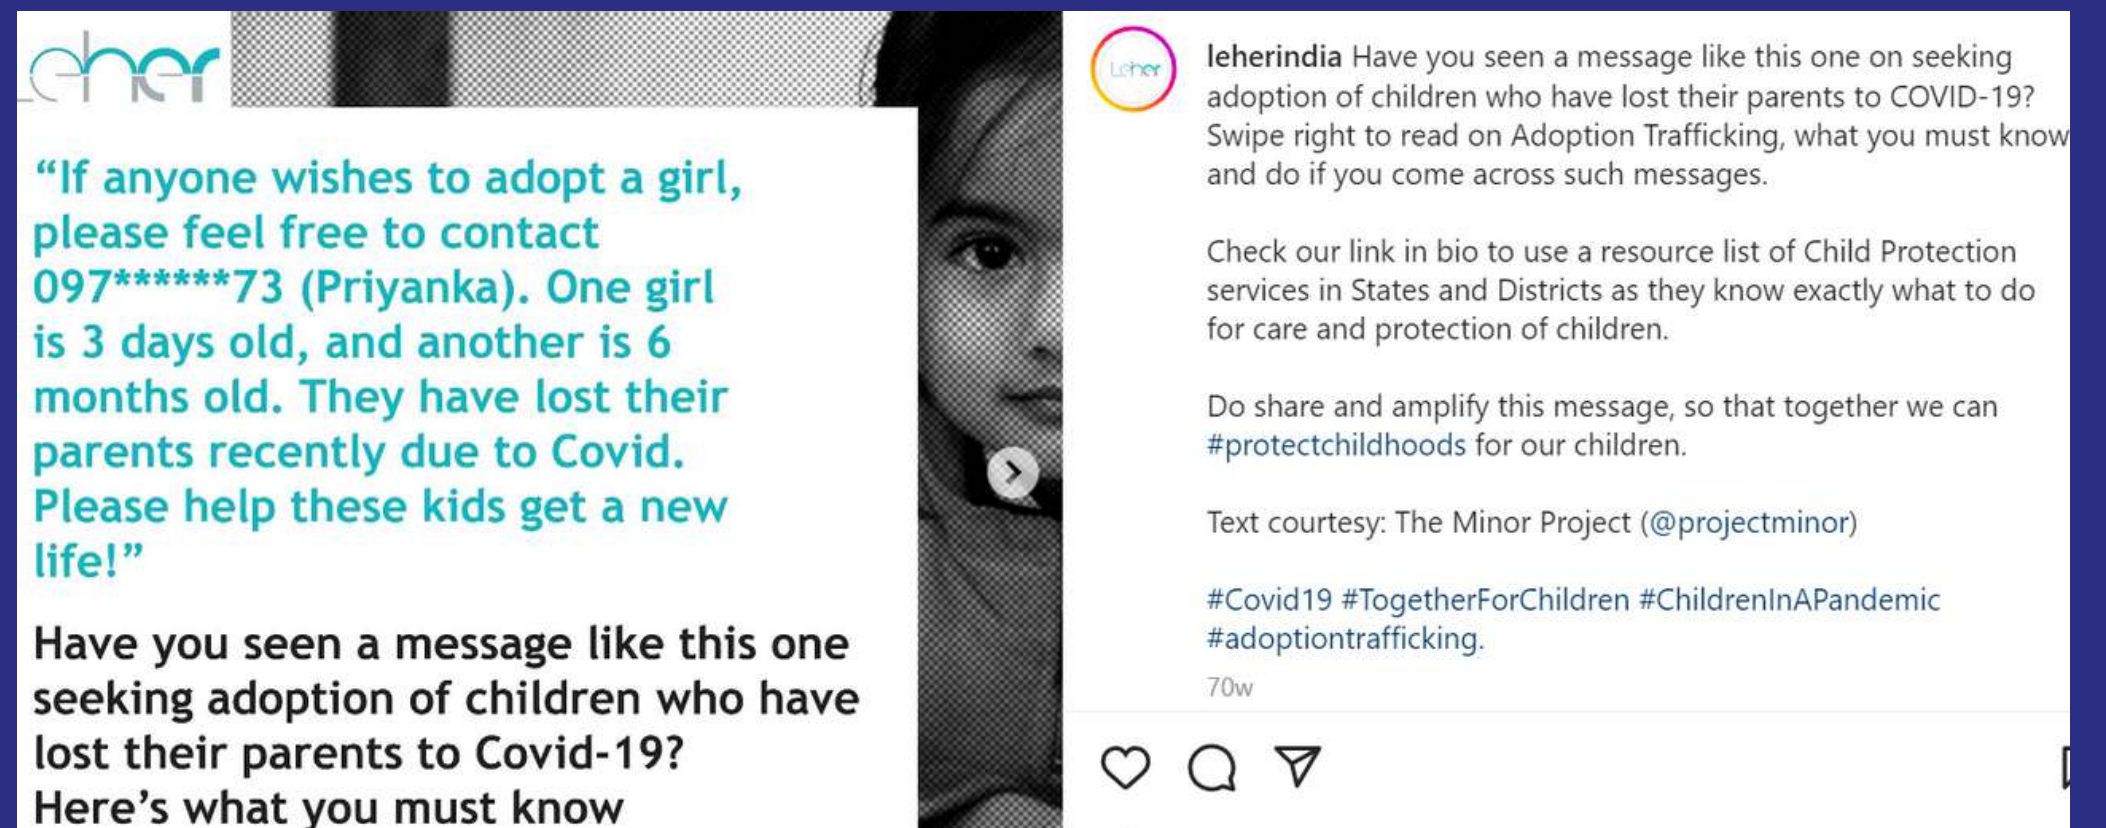 Leher
“If anyone wishes to adopt a girl,
please feel free to contact
097******73 (Priyanka). One girl
is 3 days old, and another is 6
months old. They have lost their
parents recently due to Covid.
Please help these kids get a new
life!”
Have you seen a message like this one
seeking adoption of children who have
lost their parents to Covid-19?
Here’s what you must know
Leher
leherindia Have you seen a message like this one on seeking
adoption of children who have lost their parents to COVID-19?
Swipe right to read on Adoption Trafficking, what you must know
and do if you come across such messages.
Check our link in bio to use a resource list of Child Protection
services in States and Districts as they know exactly what to do
for care and protection of children.
Do share and amplify this message, so that together we can
#protectchildhoods for our children.
Text courtesy: The Minor Project (@projectminor)
#Covid19 #TogetherForChildren #ChildrenInAPandemic
#adoptiontrafficking.
70w